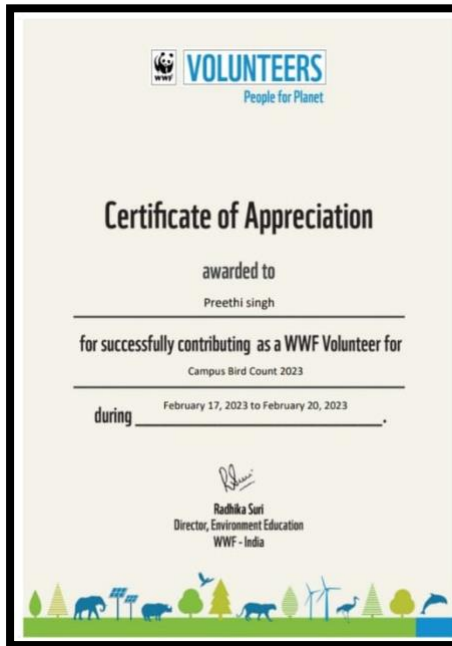 WWF
VOLUNTEERS
People for Planet
Certificate of Appreciation
awarded to
Preethi singh
for successfully contributing as a WWF Volunteer for
Campus Bird Count 2023
during February 17, 2023 to February 20, 2023.
Radhika Suri
Director, Environment Education
WWF - India